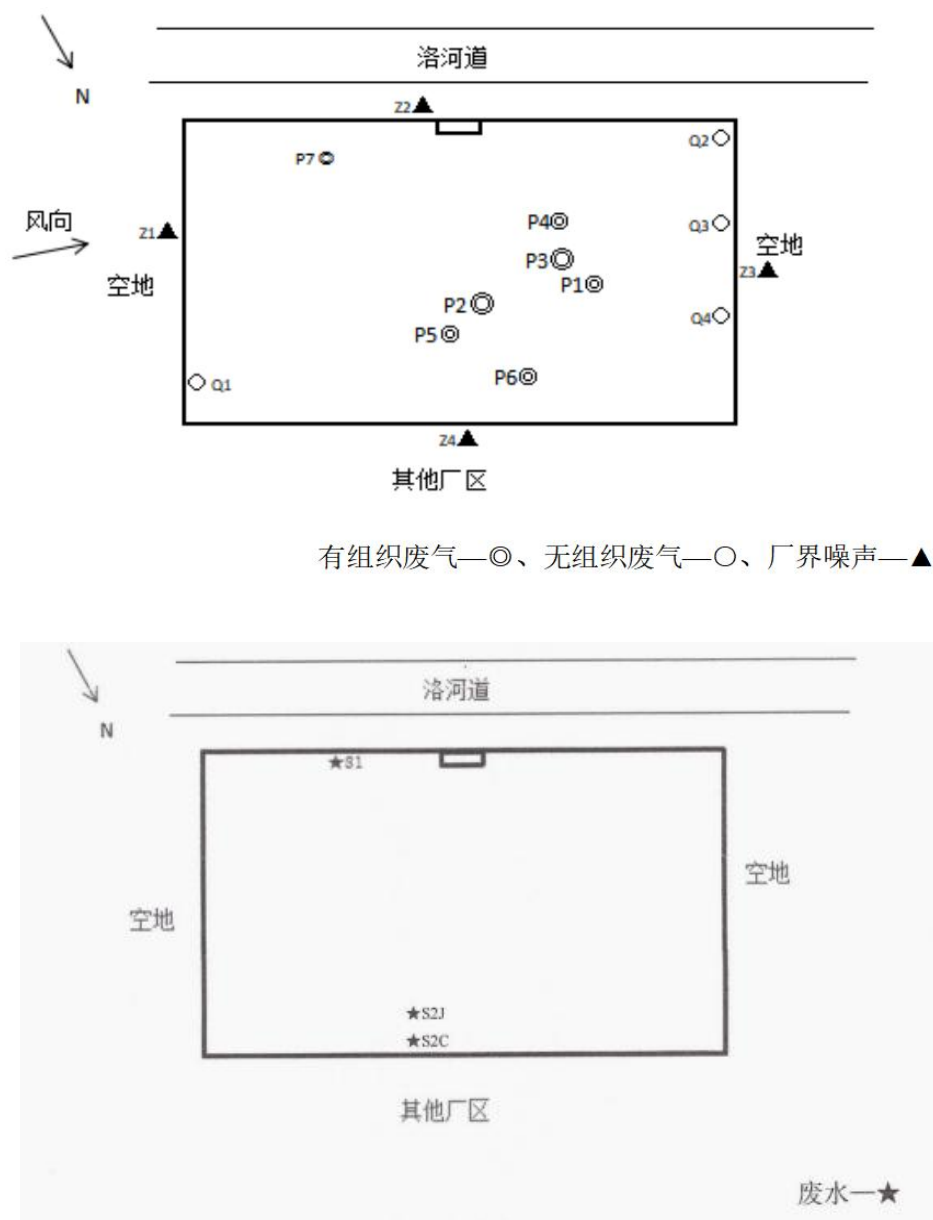 洛河道
N
Z2
Q2
P7
风向
P4
Q3
Z1
空地
P3
Z3
空地
P1
P2
Q4
P5
P6
Q1
Z4
其他厂区
有组织废气—◎、无组织废气—○、厂界噪声—▲
洛河道
N
★S1
空地
空地
★S2J
★S2C
其他厂区
废水—★